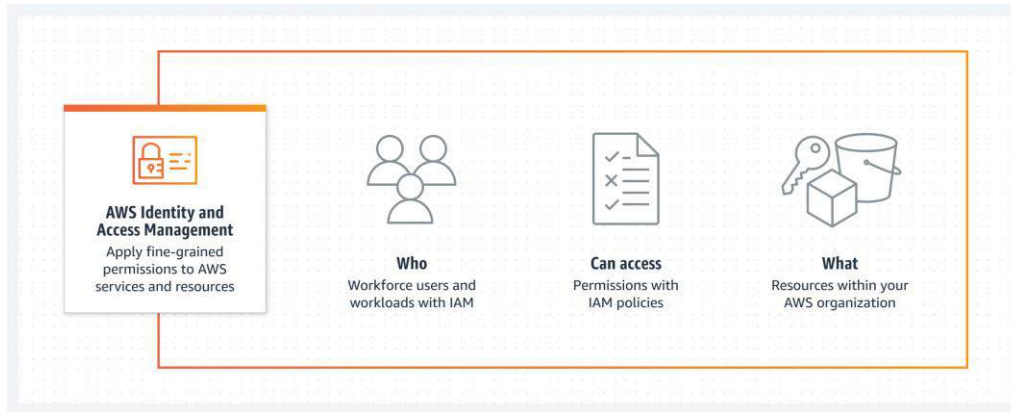 AWS Identity and
Access Management
Apply fine-grained
permissions to AWS
services and resources
Who
Workforce users and
workloads with IAM
Can access
Permissions with
IAM policies
What
Resources within your
AWS organization